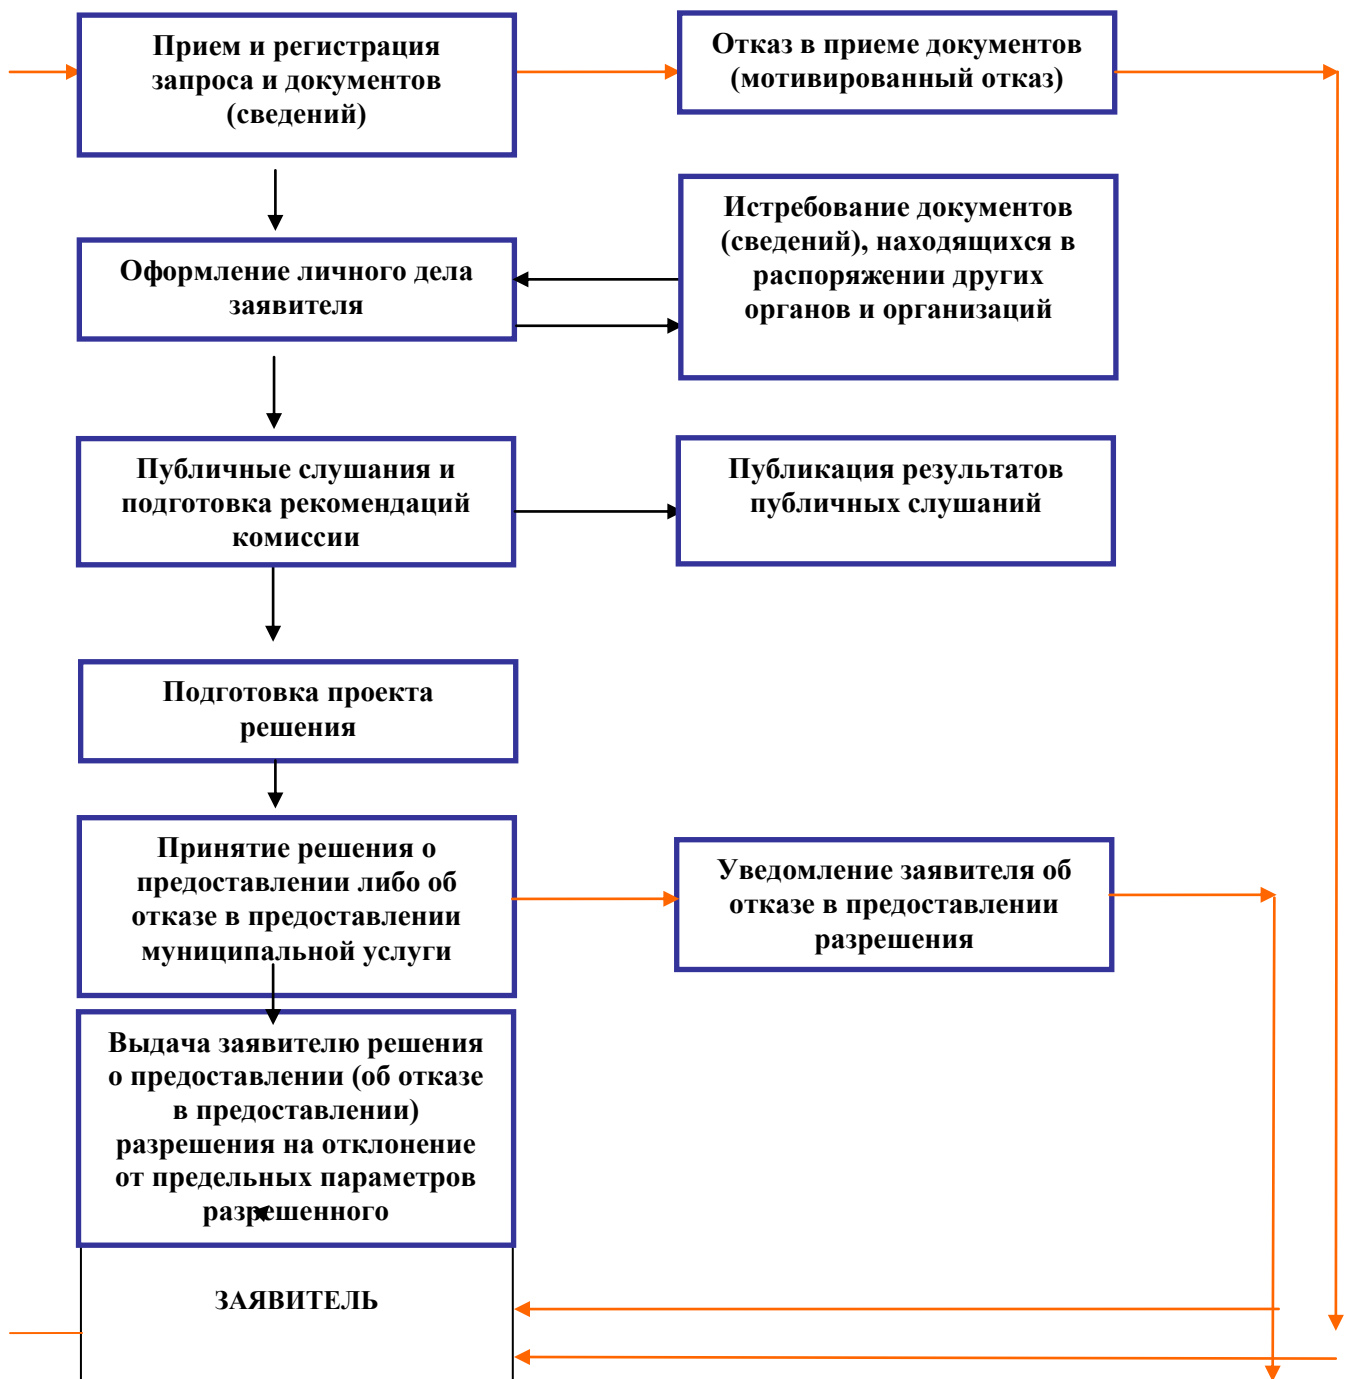 Прием и регистрация
запроса и документов
(сведений)
Отказ в приеме документов
(мотивированный отказ)
Истребование документов
(сведений), находящихся в
распоряжении других
органов и организаций
Оформление личного дела
заявителя
Публичные слушания и
подготовка рекомендаций
комиссии
Публикация результатов
публичных слушаний
Подготовка проекта
решения
Принятие решения о
предоставлении либо об
отказе в предоставлении
муниципальной услуги
Уведомление заявителя об
отказе в предоставлении
разрешения
Выдача заявителю решения
о предоставлении (об отказе
в предоставлении)
разрешения на отклонение
от предельных параметров
разрешенного
ЗАЯВИТЕЛЬ